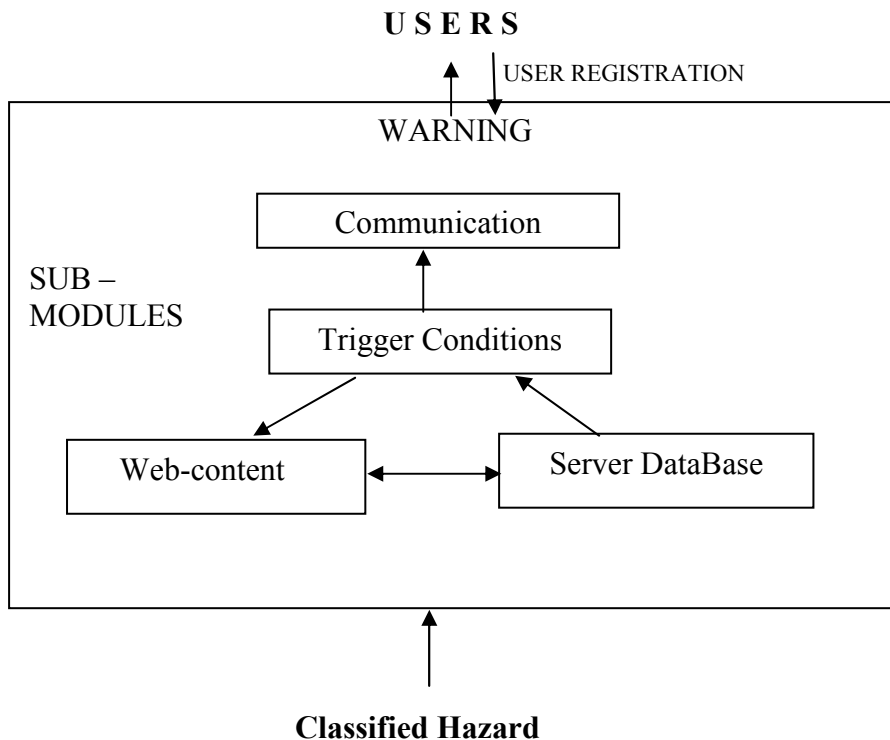 U S E R S
USER REGISTRATION
WARNING
Communication
SUB –
MODULES
Trigger Conditions
Web-content
Server DataBase
Classified Hazard